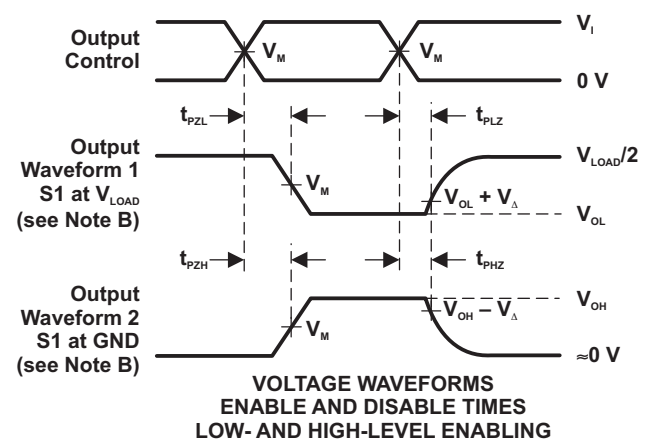 Output
Control
V_M
V_M
V_I
0 V
t_PZL
t_PLZ
Output
Waveform 1
S1 at V_LOAD
(see Note B)
V_M
V_OL + V_Δ
V_LOAD/2
V_OL
t_PZH
t_PHZ
Output
Waveform 2
S1 at GND
(see Note B)
V_M
V_OH – V_Δ
V_OH
≈0 V
VOLTAGE WAVEFORMS
ENABLE AND DISABLE TIMES
LOW- AND HIGH-LEVEL ENABLING